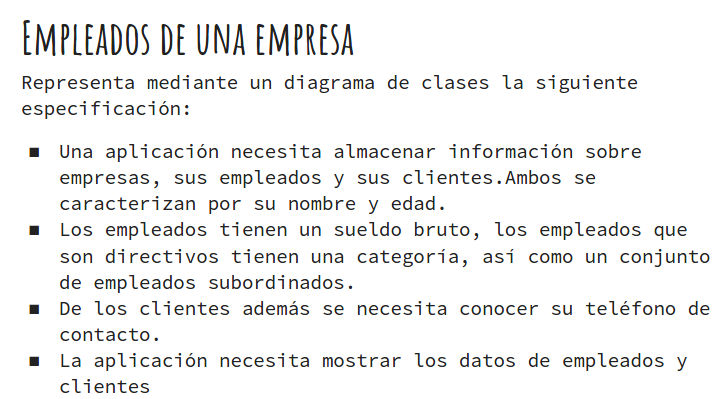 Empleados de una empresa
Representa mediante un diagrama de clases la siguiente
especificación:
▪ Una aplicación necesita almacenar información sobre
empresas, sus empleados y sus clientes.Ambos se
caracterizan por su nombre y edad.
▪ Los empleados tienen un sueldo bruto, los empleados que
son directivos tienen una categoría, así como un conjunto
de empleados subordinados.
▪ De los clientes además se necesita conocer su teléfono de
contacto.
▪ La aplicación necesita mostrar los datos de empleados y
clientes